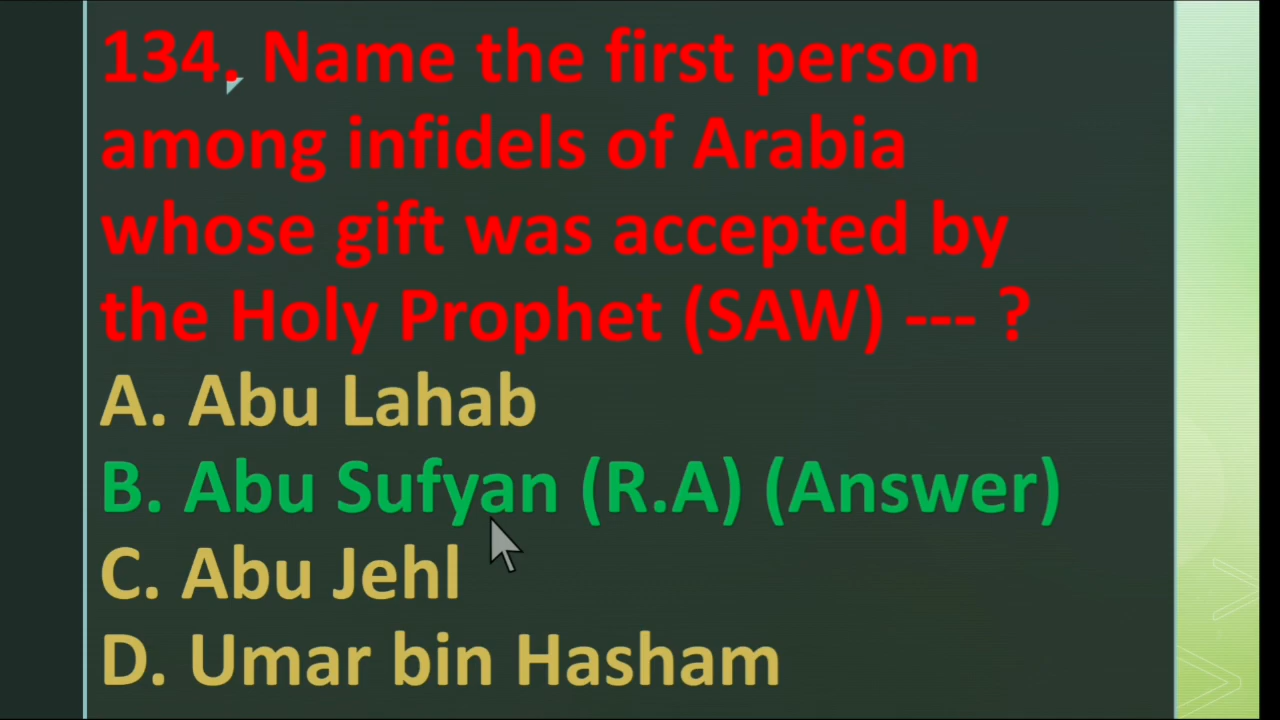 134. Name the first person
among infidels of Arabia
whose gift was accepted by
the Holy Prophet (SAW) --- ?
A. Abu Lahab
B. Abu Sufyan (R.A) (Answer)
C. Abu Jehl
D. Umar bin Hasham